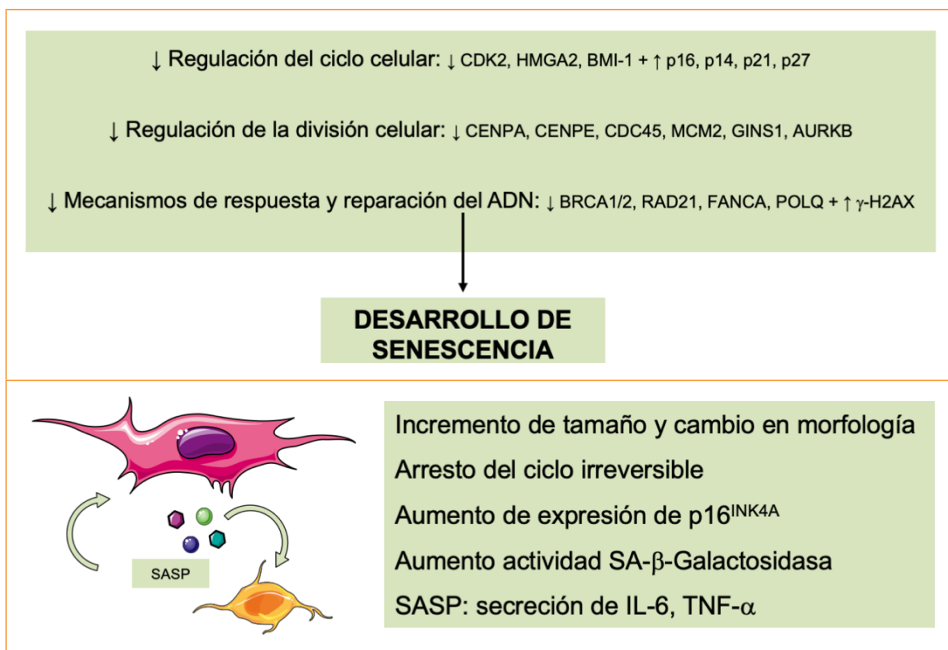 ↓ Regulación del ciclo celular: ↓ CDK2, HMGA2, BMI-1 + ↑ p16, p14, p21, p27
↓ Regulación de la división celular: ↓ CENPA, CENPE, CDC45, MCM2, GINS1, AURKB
↓ Mecanismos de respuesta y reparación del ADN: ↓ BRCA1/2, RAD21, FANCA, POLQ + ↑ γ-H2AX
DESARROLLO DE
SENESCENCIA
SASP
Incremento de tamaño y cambio en morfología
Arresto del ciclo irreversible
Aumento de expresión de p16INK4A
Aumento actividad SA-β-Galactosidasa
SASP: secreción de IL-6, TNF-α